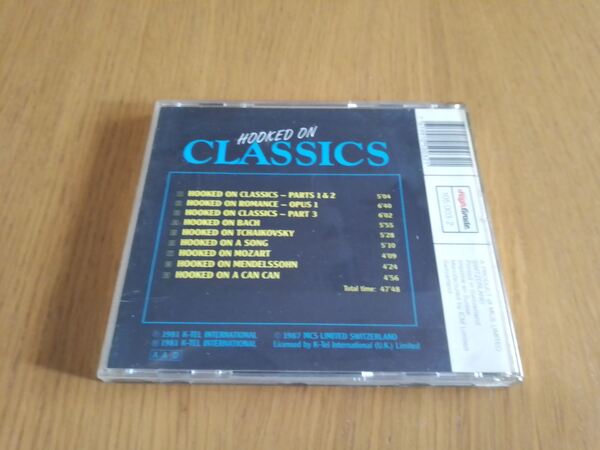 HOOKED ON
CLASSICS
HOOKED ON CLASSICS – PARTS 1 & 2 5'04
HOOKED ON ROMANCE – OPUS 1 6'40
HOOKED ON CLASSICS – PART 3 6'02
HOOKED ON BACH 5'55
HOOKED ON TCHAIKOVSKY 5'28
HOOKED ON A SONG 5'10
HOOKED ON MOZART 4'09
HOOKED ON MENDELSSOHN 4'24
HOOKED ON A CAN CAN 4'56
Total time: 47'48
℗ 1981 K-TEL INTERNATIONAL
© 1981 K-TEL INTERNATIONAL
© 1987 MCS LIMITED SWITZERLAND
Licensed by K-Tel International (U.K.) Limited
A A D